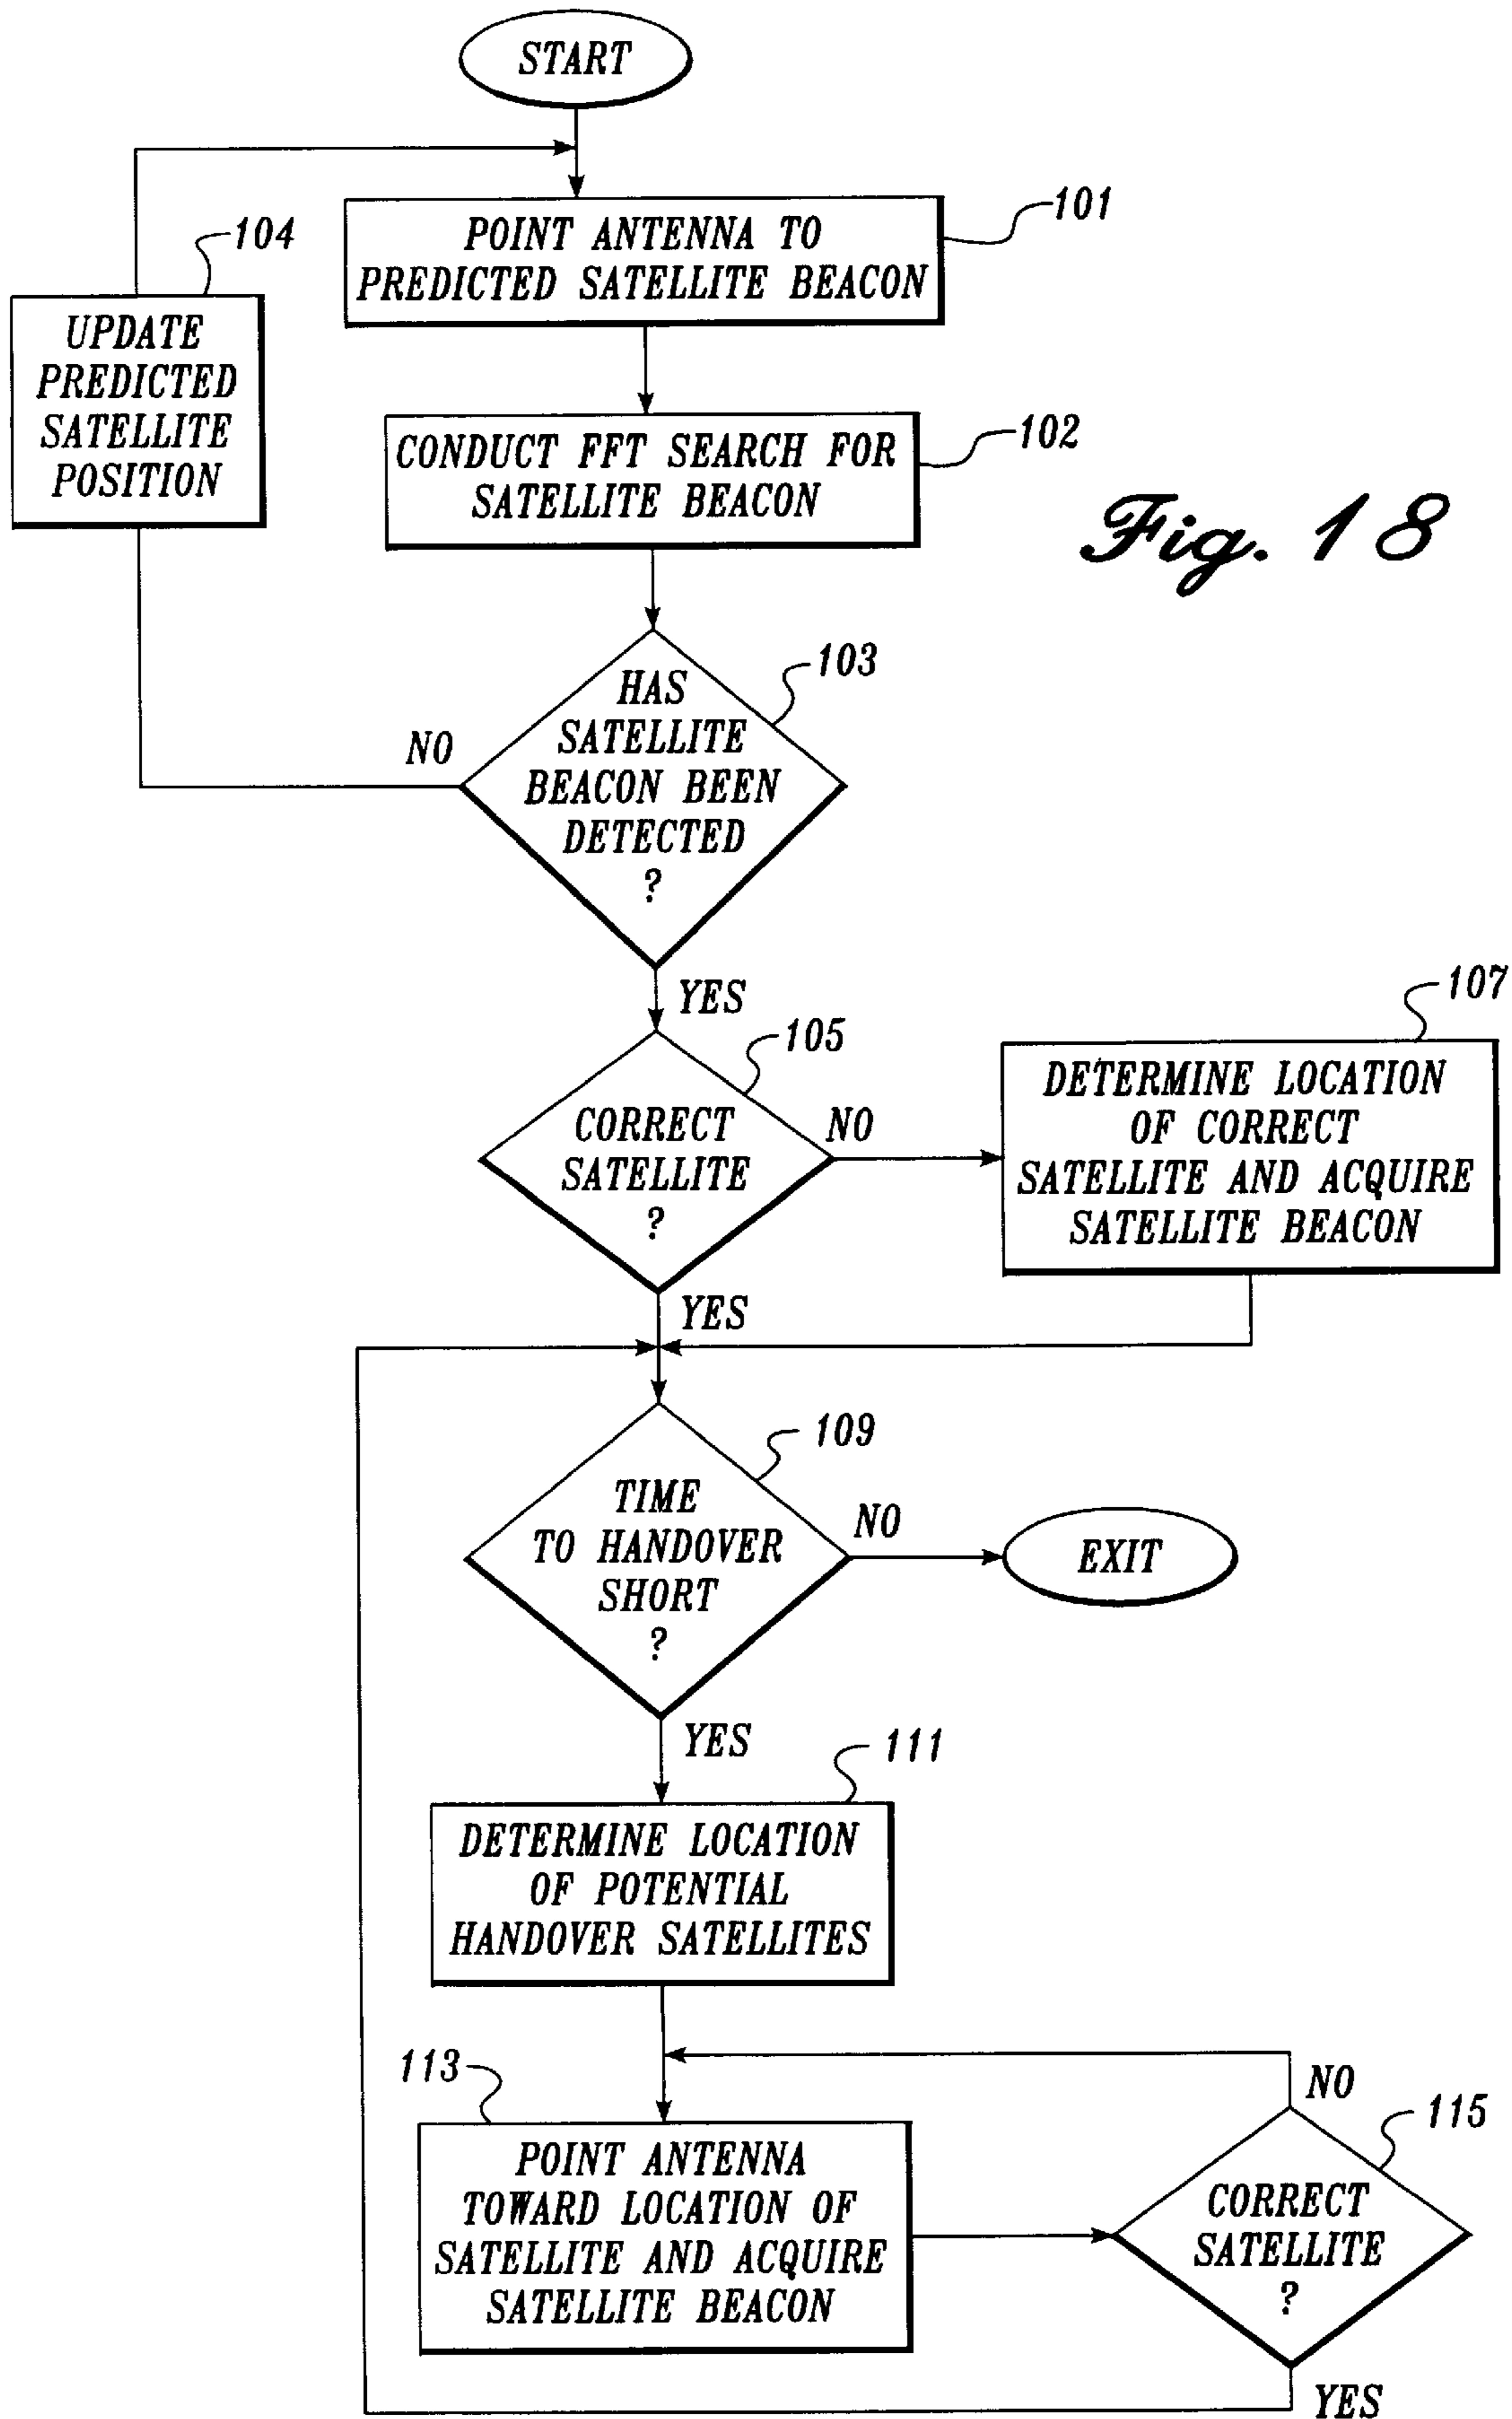 START
101
POINT ANTENNA TO
PREDICTED SATELLITE BEACON
104
UPDATE
PREDICTED
SATELLITE
POSITION
102
CONDUCT FFT SEARCH FOR
SATELLITE BEACON
Fig. 18
103
HAS
SATELLITE
BEACON BEEN
DETECTED
?
NO
YES
105
CORRECT
SATELLITE
?
NO
107
DETERMINE LOCATION
OF CORRECT
SATELLITE AND ACQUIRE
SATELLITE BEACON
YES
109
TIME
TO HANDOVER
SHORT
?
NO
EXIT
YES
111
DETERMINE LOCATION
OF POTENTIAL
HANDOVER SATELLITES
113
POINT ANTENNA
TOWARD LOCATION OF
SATELLITE AND ACQUIRE
SATELLITE BEACON
NO
115
CORRECT
SATELLITE
?
YES